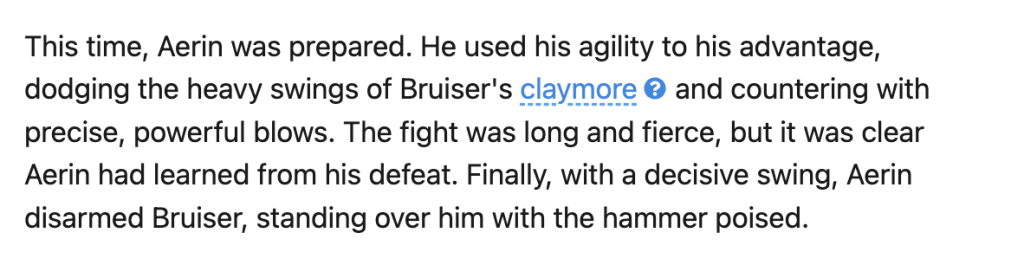 This time, Aerin was prepared. He used his agility to his advantage,
dodging the heavy swings of Bruiser's claymore ? and countering with
precise, powerful blows. The fight was long and fierce, but it was clear
Aerin had learned from his defeat. Finally, with a decisive swing, Aerin
disarmed Bruiser, standing over him with the hammer poised.